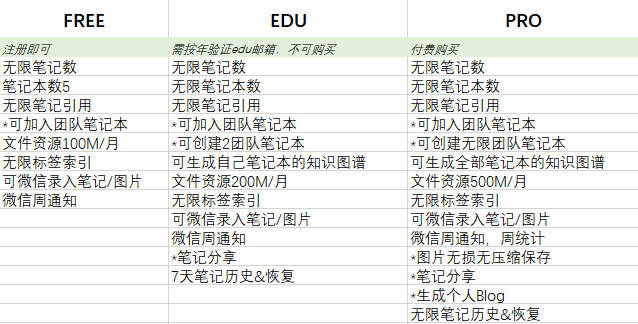 FREE EDU PRO
注册即可 需按年验证edu邮箱，不可购买 付费购买
无限笔记数 无限笔记数 无限笔记数
笔记本数5 无限笔记本数 无限笔记本数
无限笔记引用 无限笔记引用 无限笔记引用
*可加入团队笔记本 *可加入团队笔记本 *可加入团队笔记本
文件资源100M/月 *可创建2团队笔记本 *可创建无限团队笔记本
无限标签索引 可生成自己笔记本的知识图谱 可生成全部笔记本的知识图谱
可微信录入笔记/图片 文件资源200M/月 文件资源500M/月
微信周通知 无限标签索引 无限标签索引
可微信录入笔记/图片 可微信录入笔记/图片
微信周通知 微信周通知，周统计
*笔记分享 *图片无损无压缩保存
7天笔记历史&恢复 *笔记分享
*生成个人Blog
无限笔记历史&恢复